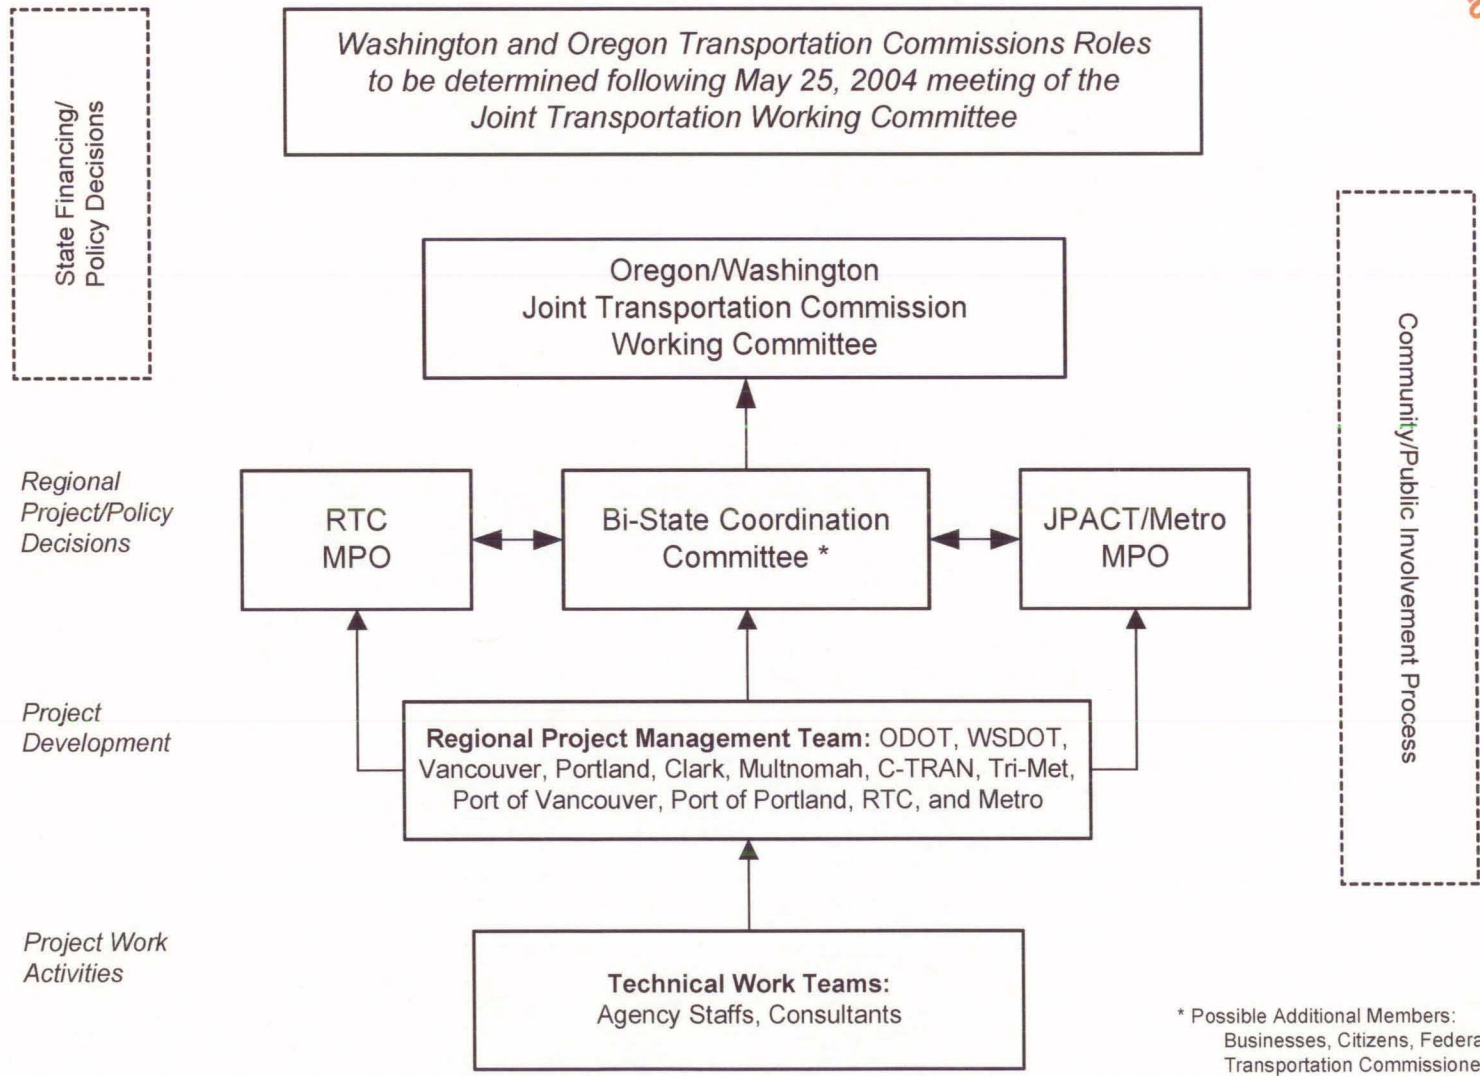 Washington and Oregon Transportation Commissions Roles
to be determined following May 25, 2004 meeting of the
Joint Transportation Working Committee
State Financing/
Policy Decisions
Oregon/Washington
Joint Transportation Commission
Working Committee
Community/Public Involvement Process
Regional
Project/Policy
Decisions
RTC
MPO
Bi-State Coordination
Committee *
JPACT/Metro
MPO
Project
Development
Regional Project Management Team: ODOT, WSDOT,
Vancouver, Portland, Clark, Multnomah, C-TRAN, Tri-Met,
Port of Vancouver, Port of Portland, RTC, and Metro
Project Work
Activities
Technical Work Teams:
Agency Staffs, Consultants
* Possible Additional Members:
Businesses, Citizens, Federa
Transportation Commissione